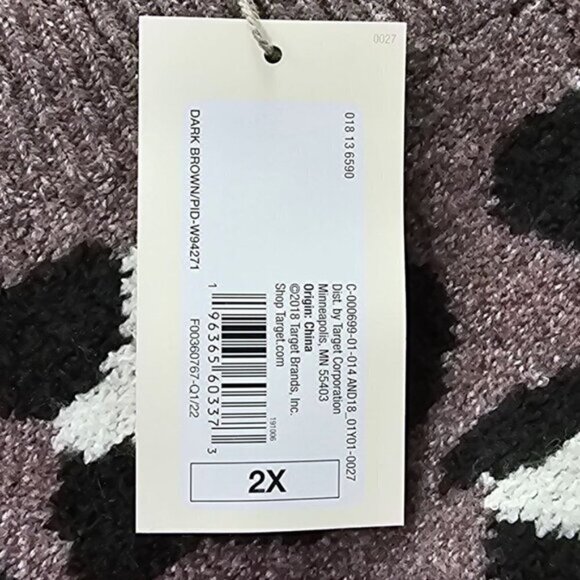 0027
018 13 6590
C-000699-01-014 AND18_01Y01-0027
Dist. by Target Corporation
Minneapolis, MN 55403
Origin: China
©2018 Target Brands, Inc.
Shop Target.com
191006
1 96365 60337 3
DARK BROWN/PID-W94271
F00360767-Q1/22
2X